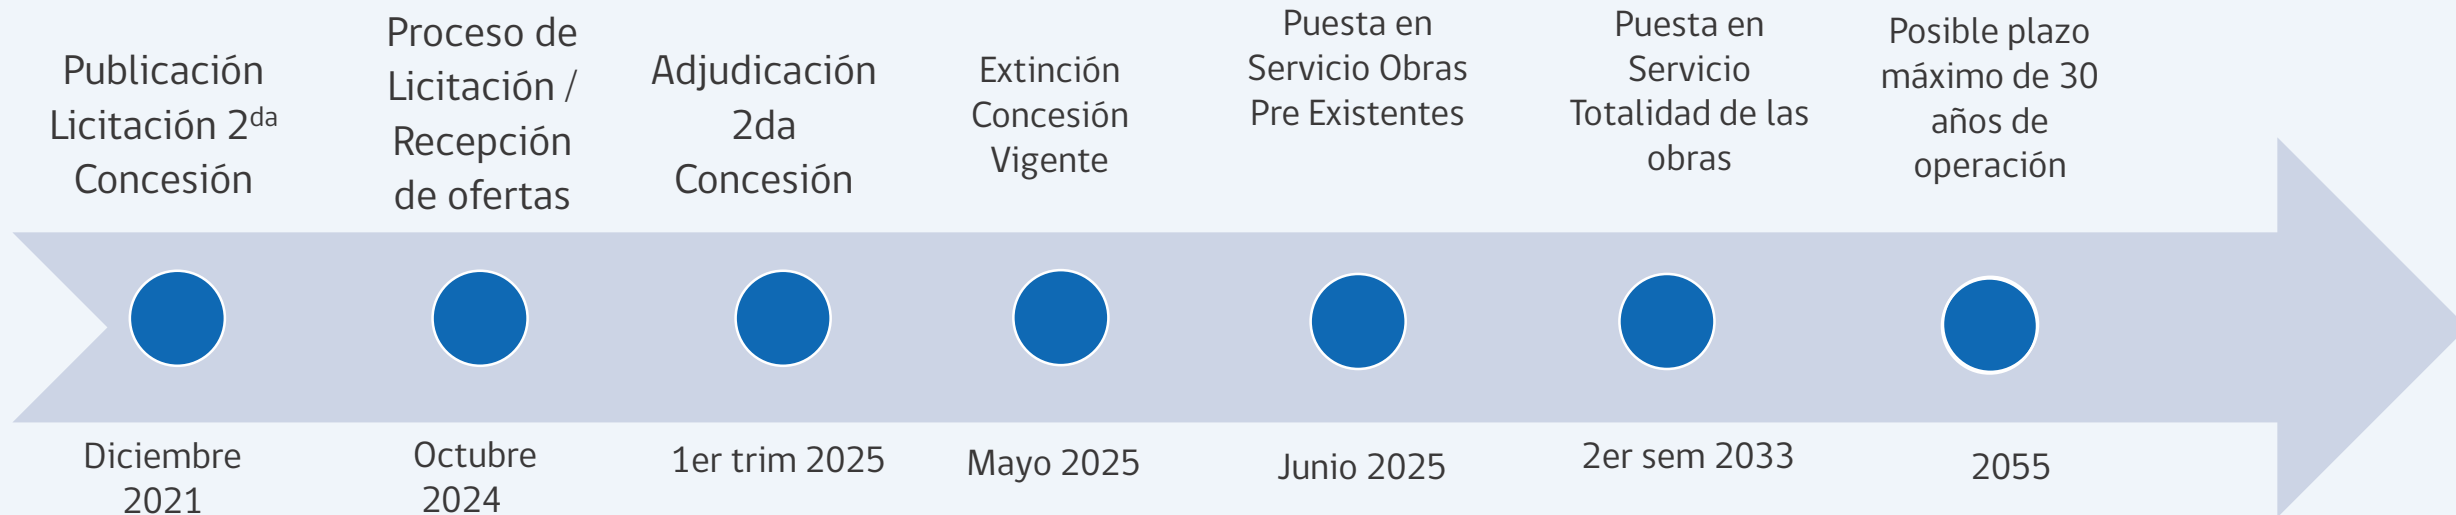 Publicación
Licitación 2da
Concesión
Proceso de
Licitación /
Recepción
de ofertas
Adjudicación
2da
Concesión
Extinción
Concesión
Vigente
Puesta en
Servicio Obras
Pre Existentes
Puesta en
Servicio
Totalidad de las
obras
Posible plazo
máximo de 30
años de
operación
Diciembre
2021
Octubre
2024
1er trim 2025
Mayo 2025
Junio 2025
2er sem 2033
2055